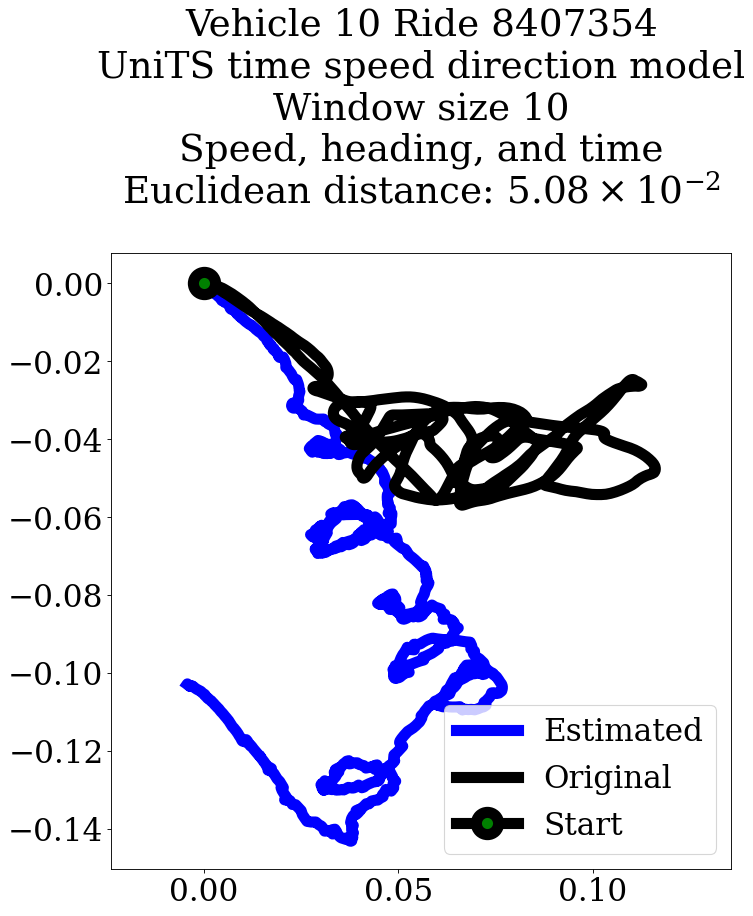 Vehicle 10 Ride 8407354
UniTS time speed direction model
Window size 10
Speed, heading, and time
Euclidean distance: 5.08 × 10⁻²
0.00
−0.02
−0.04
−0.06
−0.08
−0.10
−0.12
−0.14
Estimated
Original
Start
0.00 0.05 0.10